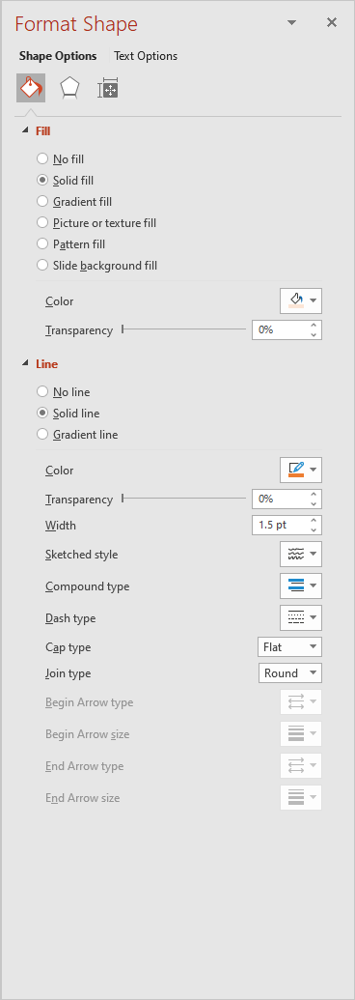 Format Shape
Shape Options Text Options
Fill
No fill
Solid fill
Gradient fill
Picture or texture fill
Pattern fill
Slide background fill
Color
Transparency 0%
Line
No line
Solid line
Gradient line
Color
Transparency 0%
Width 1.5 pt
Sketched style
Compound type
Dash type
Cap type Flat
Join type Round
Begin Arrow type
Begin Arrow size
End Arrow type
End Arrow size